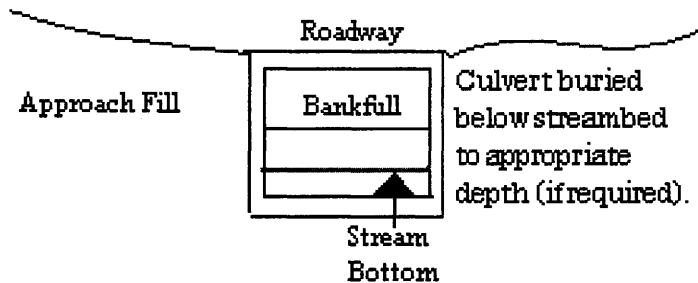 Roadway
Approach Fill
Bankfull
Culvert buried
below streambed
to appropriate
depth (if required).
Stream
Bottom